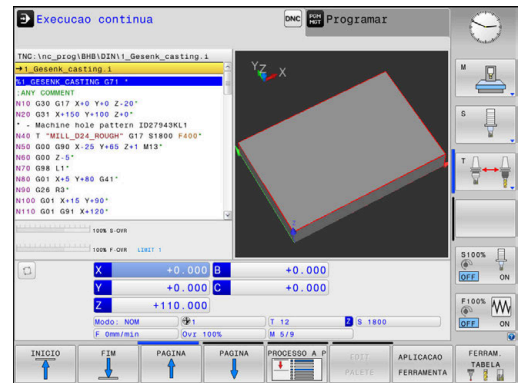 Execucao continua
DNC
PGM MGT
Programar
TNC:\nc_prog\BHB\DIN\1_Gesenk_casting.i
→1_Gesenk_casting.i
%1_GESENK_CASTING G71 *
;ANY COMMENT
N10 G30 G17 X+0 Y+0 Z-20*
N20 G31 X+150 Y+100 Z+0*
* - Machine hole pattern ID27943KL1
N40 T "MILL_D24_ROUGH" G17 S1800 F400*
N50 G00 G90 X-25 Y+65 Z+1 M13*
N60 G00 Z-5*
N70 G98 L1*
N80 G01 X+5 Y+80 G41*
N90 G26 R3*
N100 G01 X+15 Y+90*
N110 G01 G91 X+120*
Y Z X
Z
100% S-OVR
100% F-OVR LIMIT 1
X +0.000 B +0.000
Y +0.000 C +0.000
Z +110.000
Modo: NOM 1 T 12 Z S 1800
F 0mm/min Ovr 100% M 5/9
M
S
T
S100%
OFF ON
F100%
OFF ON
INICIO
FIM
PAGINA
PAGINA
PROCESSO A P
EDIT. PALETE
APLICACAO FERRAMENTA
FERRAM. TABELA